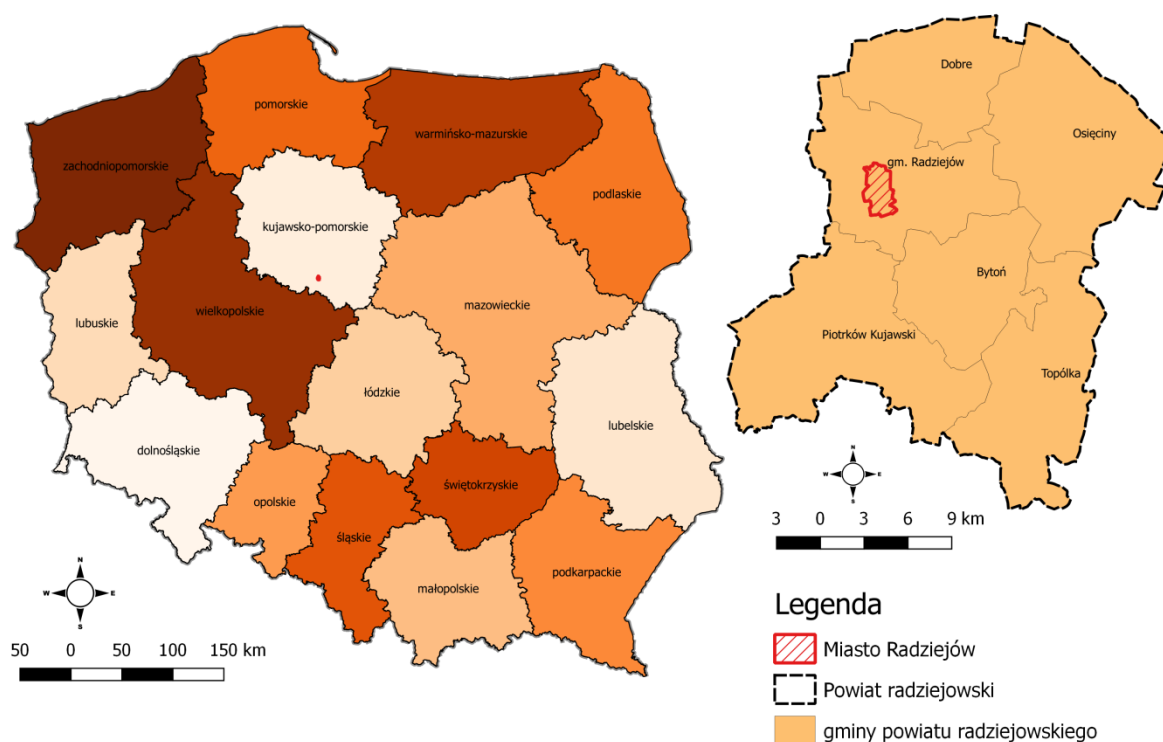 pomorskie
warmińsko-mazurskie
zachodniopomorskie
podlaskie
kujawsko-pomorskie
mazowieckie
wielkopolskie
lubuskie
łódzkie
lubelskie
dolnośląskie
świętokrzyskie
opolskie
śląskie
podkarpackie
małopolskie
N
W E
S
50 0 50 100 150 km
Dobre
Osięciny
gm. Radziejów
Bytoń
Piotrków Kujawski
Topólka
N
W E
S
3 0 3 6 9 km
Legenda
Miasto Radziejów
Powiat radziejowski
gminy powiatu radziejowskiego